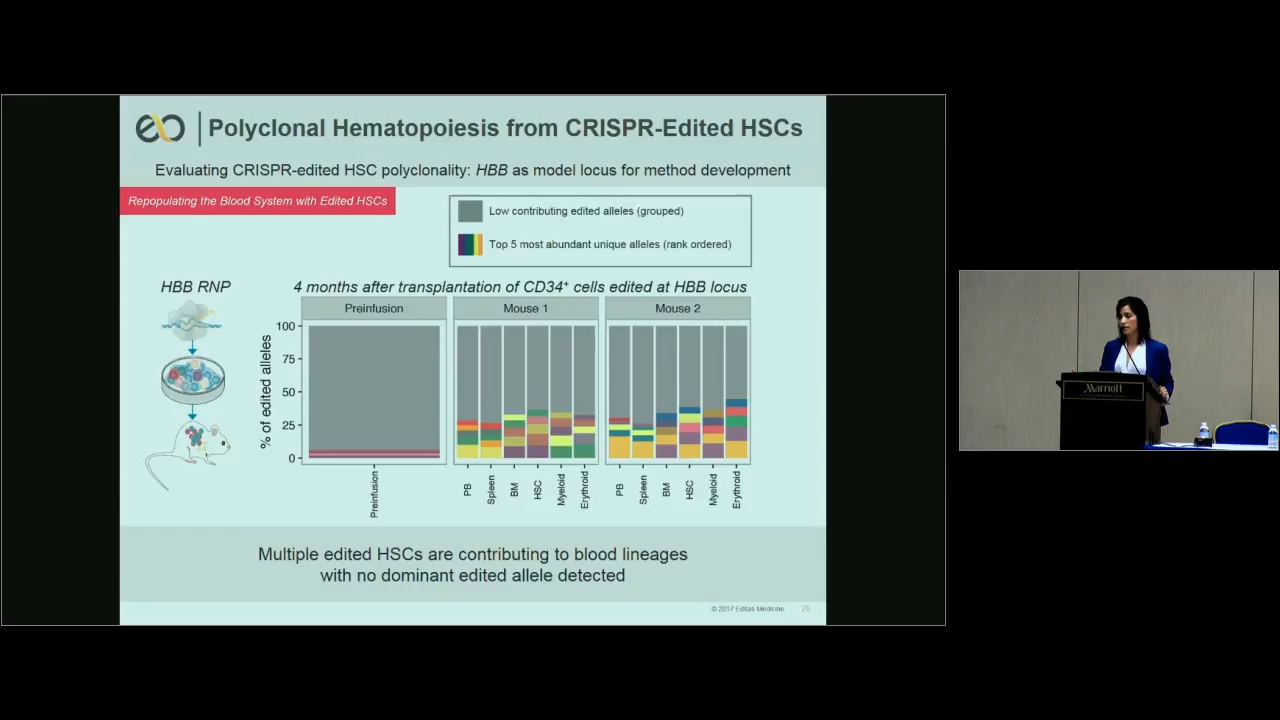 Polyclonal Hematopoiesis from CRISPR-Edited HSCs
Evaluating CRISPR-edited HSC polyclonality: HBB as model locus for method development
Repopulating the Blood System with Edited HSCs
Low contributing edited alleles (grouped)
Top 5 most abundant unique alleles (rank ordered)
HBB RNP
4 months after transplantation of CD34⁺ cells edited at HBB locus
Preinfusion
Mouse 1
Mouse 2
% of edited alleles
100
75
50
25
0
Preinfusion
PB
Spleen
BM
HSC
Myeloid
Erythroid
PB
Spleen
BM
HSC
Myeloid
Erythroid
Multiple edited HSCs are contributing to blood lineages
with no dominant edited allele detected
© 2017 Editas Medicine
26
Marriott